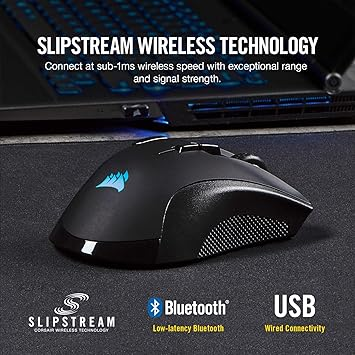 SLIPSTREAM WIRELESS TECHNOLOGY
Connect at sub-1ms wireless speed with exceptional range
and signal strength.
SLIPSTREAM
CORSAIR WIRELESS TECHNOLOGY
Bluetooth®
Low-latency Bluetooth
USB
Wired Connectivity